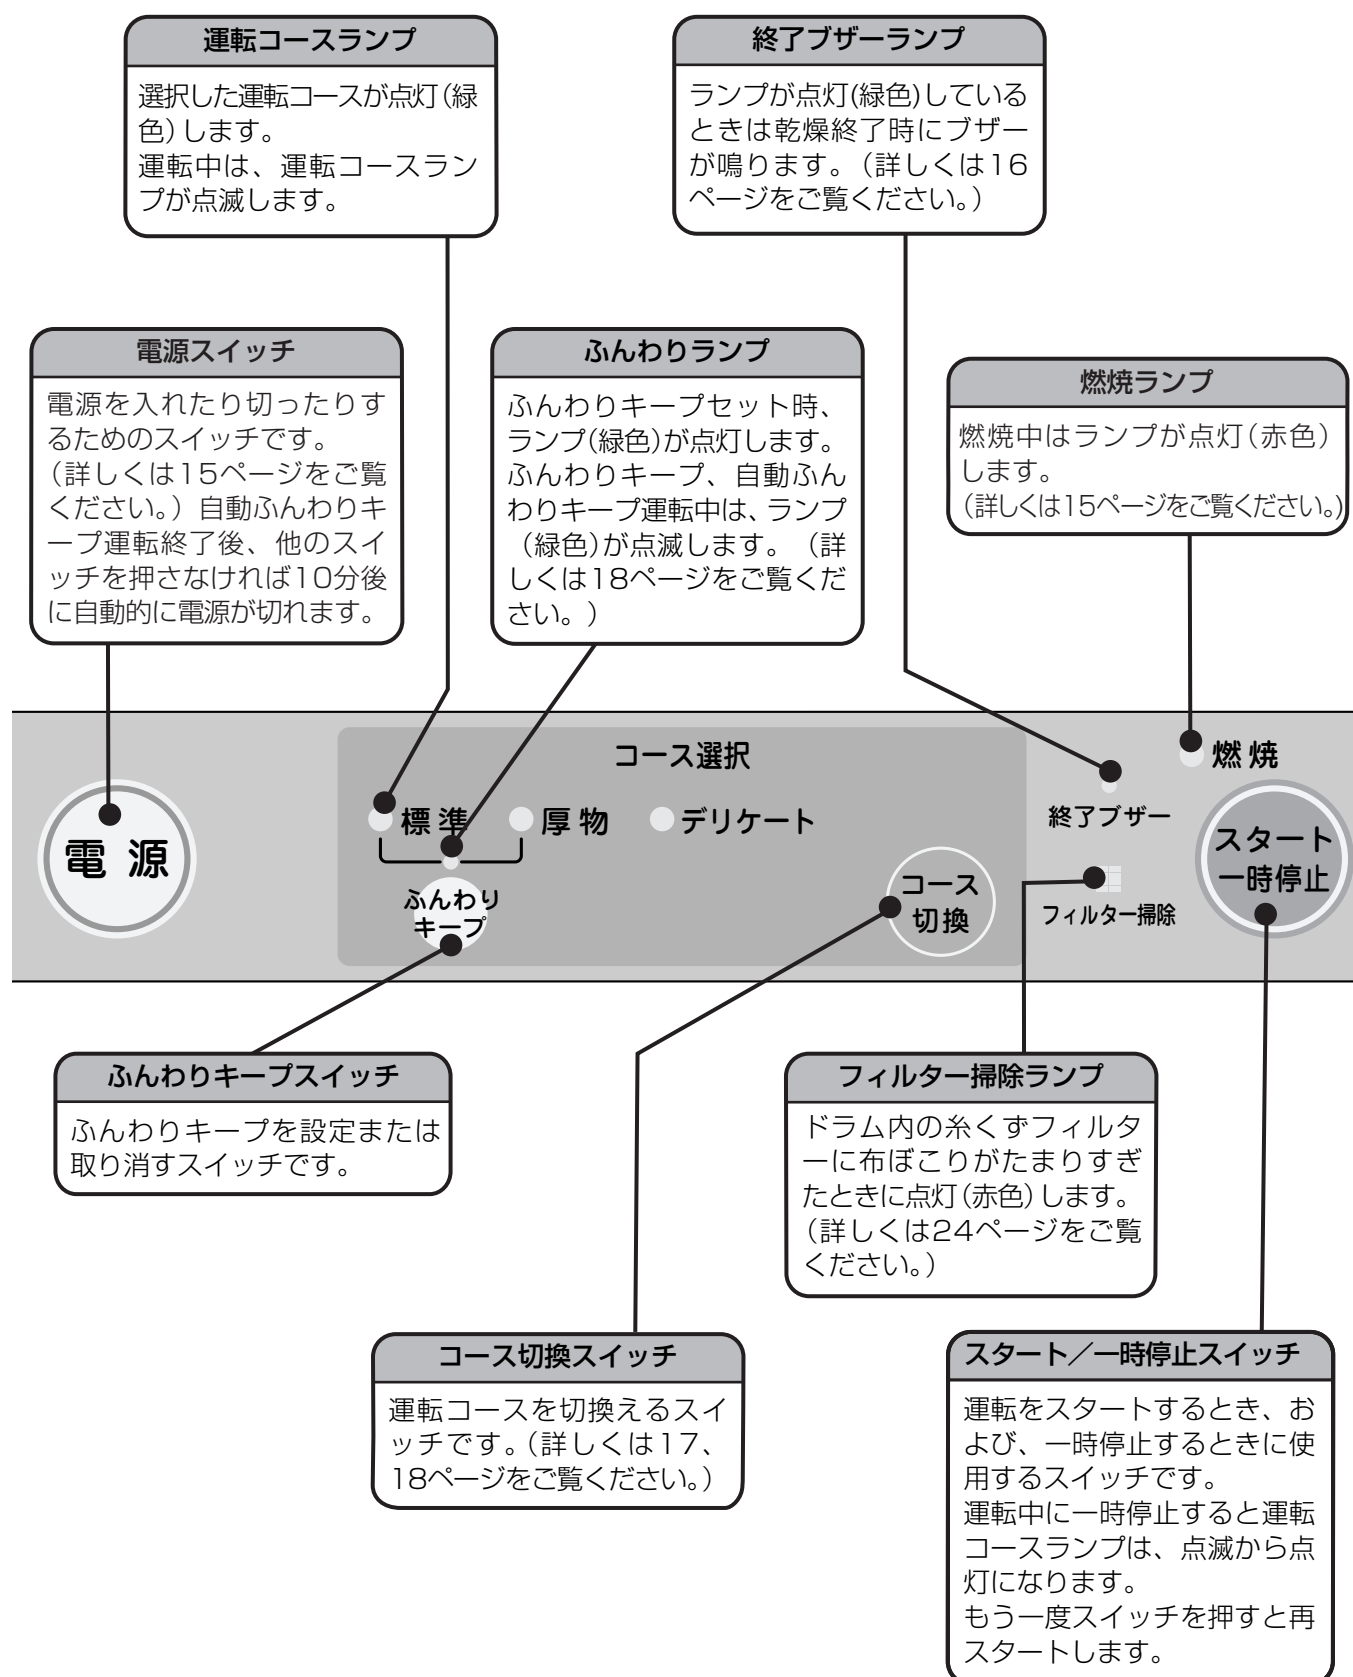 運転コースランプ
選択した運転コースが点灯(緑
色)します。
運転中は、運転コースラン
プが点滅します。
終了ブザーランプ
ランプが点灯(緑色)している
ときは乾燥終了時にブザー
が鳴ります。(詳しくは16
ページをご覧ください。)
電源スイッチ
電源を入れたり切ったりす
るためのスイッチです。
(詳しくは15ページをご覧
ください。)自動ふんわりキ
ープ運転終了後、他のスイ
ッチを押さなければ10分後
に自動的に電源が切れます。
ふんわりランプ
ふんわりキープセット時、
ランプ(緑色)が点灯します。
ふんわりキープ、自動ふん
わりキープ運転中は、ランプ
(緑色)が点滅します。(詳
しくは18ページをご覧くだ
さい。)
燃焼ランプ
燃焼中はランプが点灯(赤色)
します。
(詳しくは15ページをご覧ください。)
電源
コース選択
標準
厚物
デリケート
ふんわり
キープ
コース
切換
終了ブザー
フィルター掃除
燃焼
スタート
一時停止
ふんわりキープスイッチ
ふんわりキープを設定または
取り消すスイッチです。
フィルター掃除ランプ
ドラム内の糸くずフィルタ
ーに布ぼこりがたまりすぎ
たときに点灯(赤色)します。
(詳しくは24ページをご覧
ください。)
コース切換スイッチ
運転コースを切換えるスイ
ッチです。(詳しくは17、
18ページをご覧ください。)
スタート/一時停止スイッチ
運転をスタートするとき、お
よび、一時停止するときに使
用するスイッチです。
運転中に一時停止すると運転
コースランプは、点滅から点
灯になります。
もう一度スイッチを押すと再
スタートします。